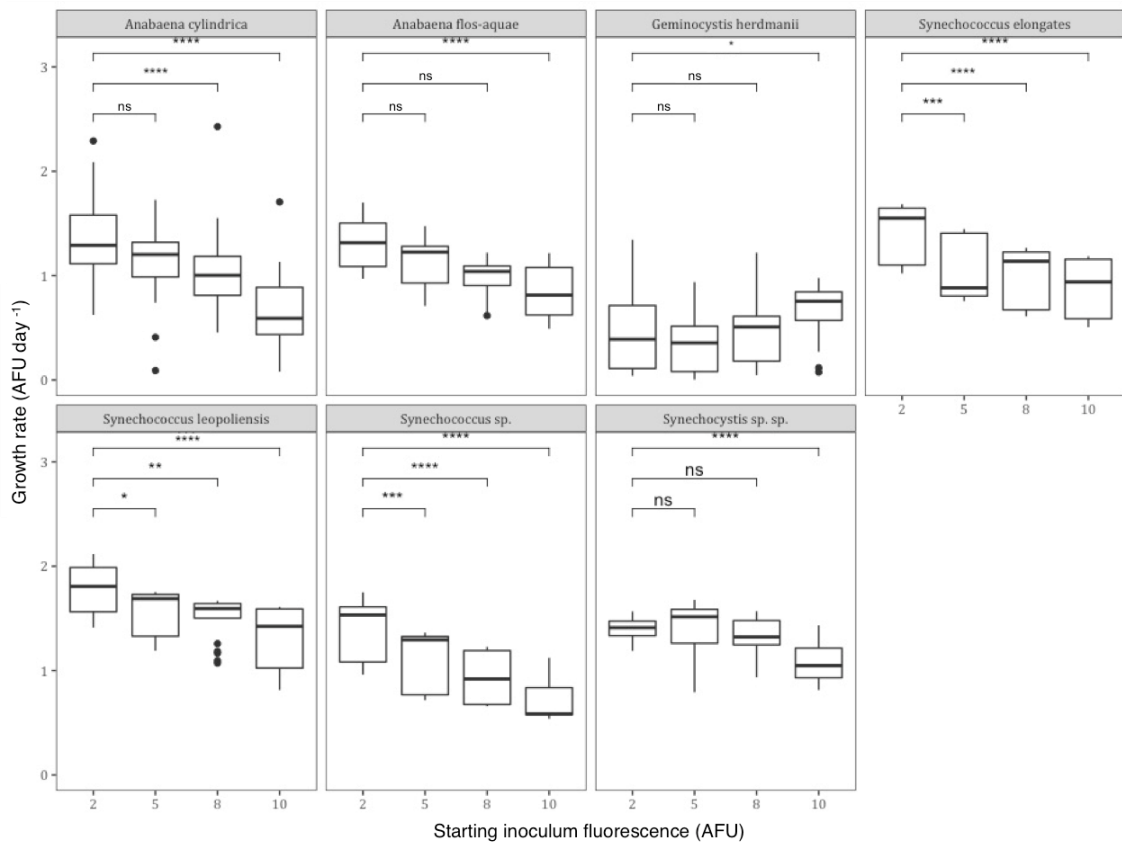 Anabaena cylindrica
Anabaena flos-aquae
Geminocystis herdmanii
Synechococcus elongates
****
****
ns
****
ns
ns
*
ns
ns
****
****
***
3
2
1
0
2 5 8 10
Synechococcus leopoliensis
Synechococcus sp.
Synechocystis sp. sp.
****
**
*
****
****
***
****
ns
ns
3
2
1
0
2 5 8 10
2 5 8 10
2 5 8 10
Growth rate (AFU day -1)
Starting inoculum fluorescence (AFU)